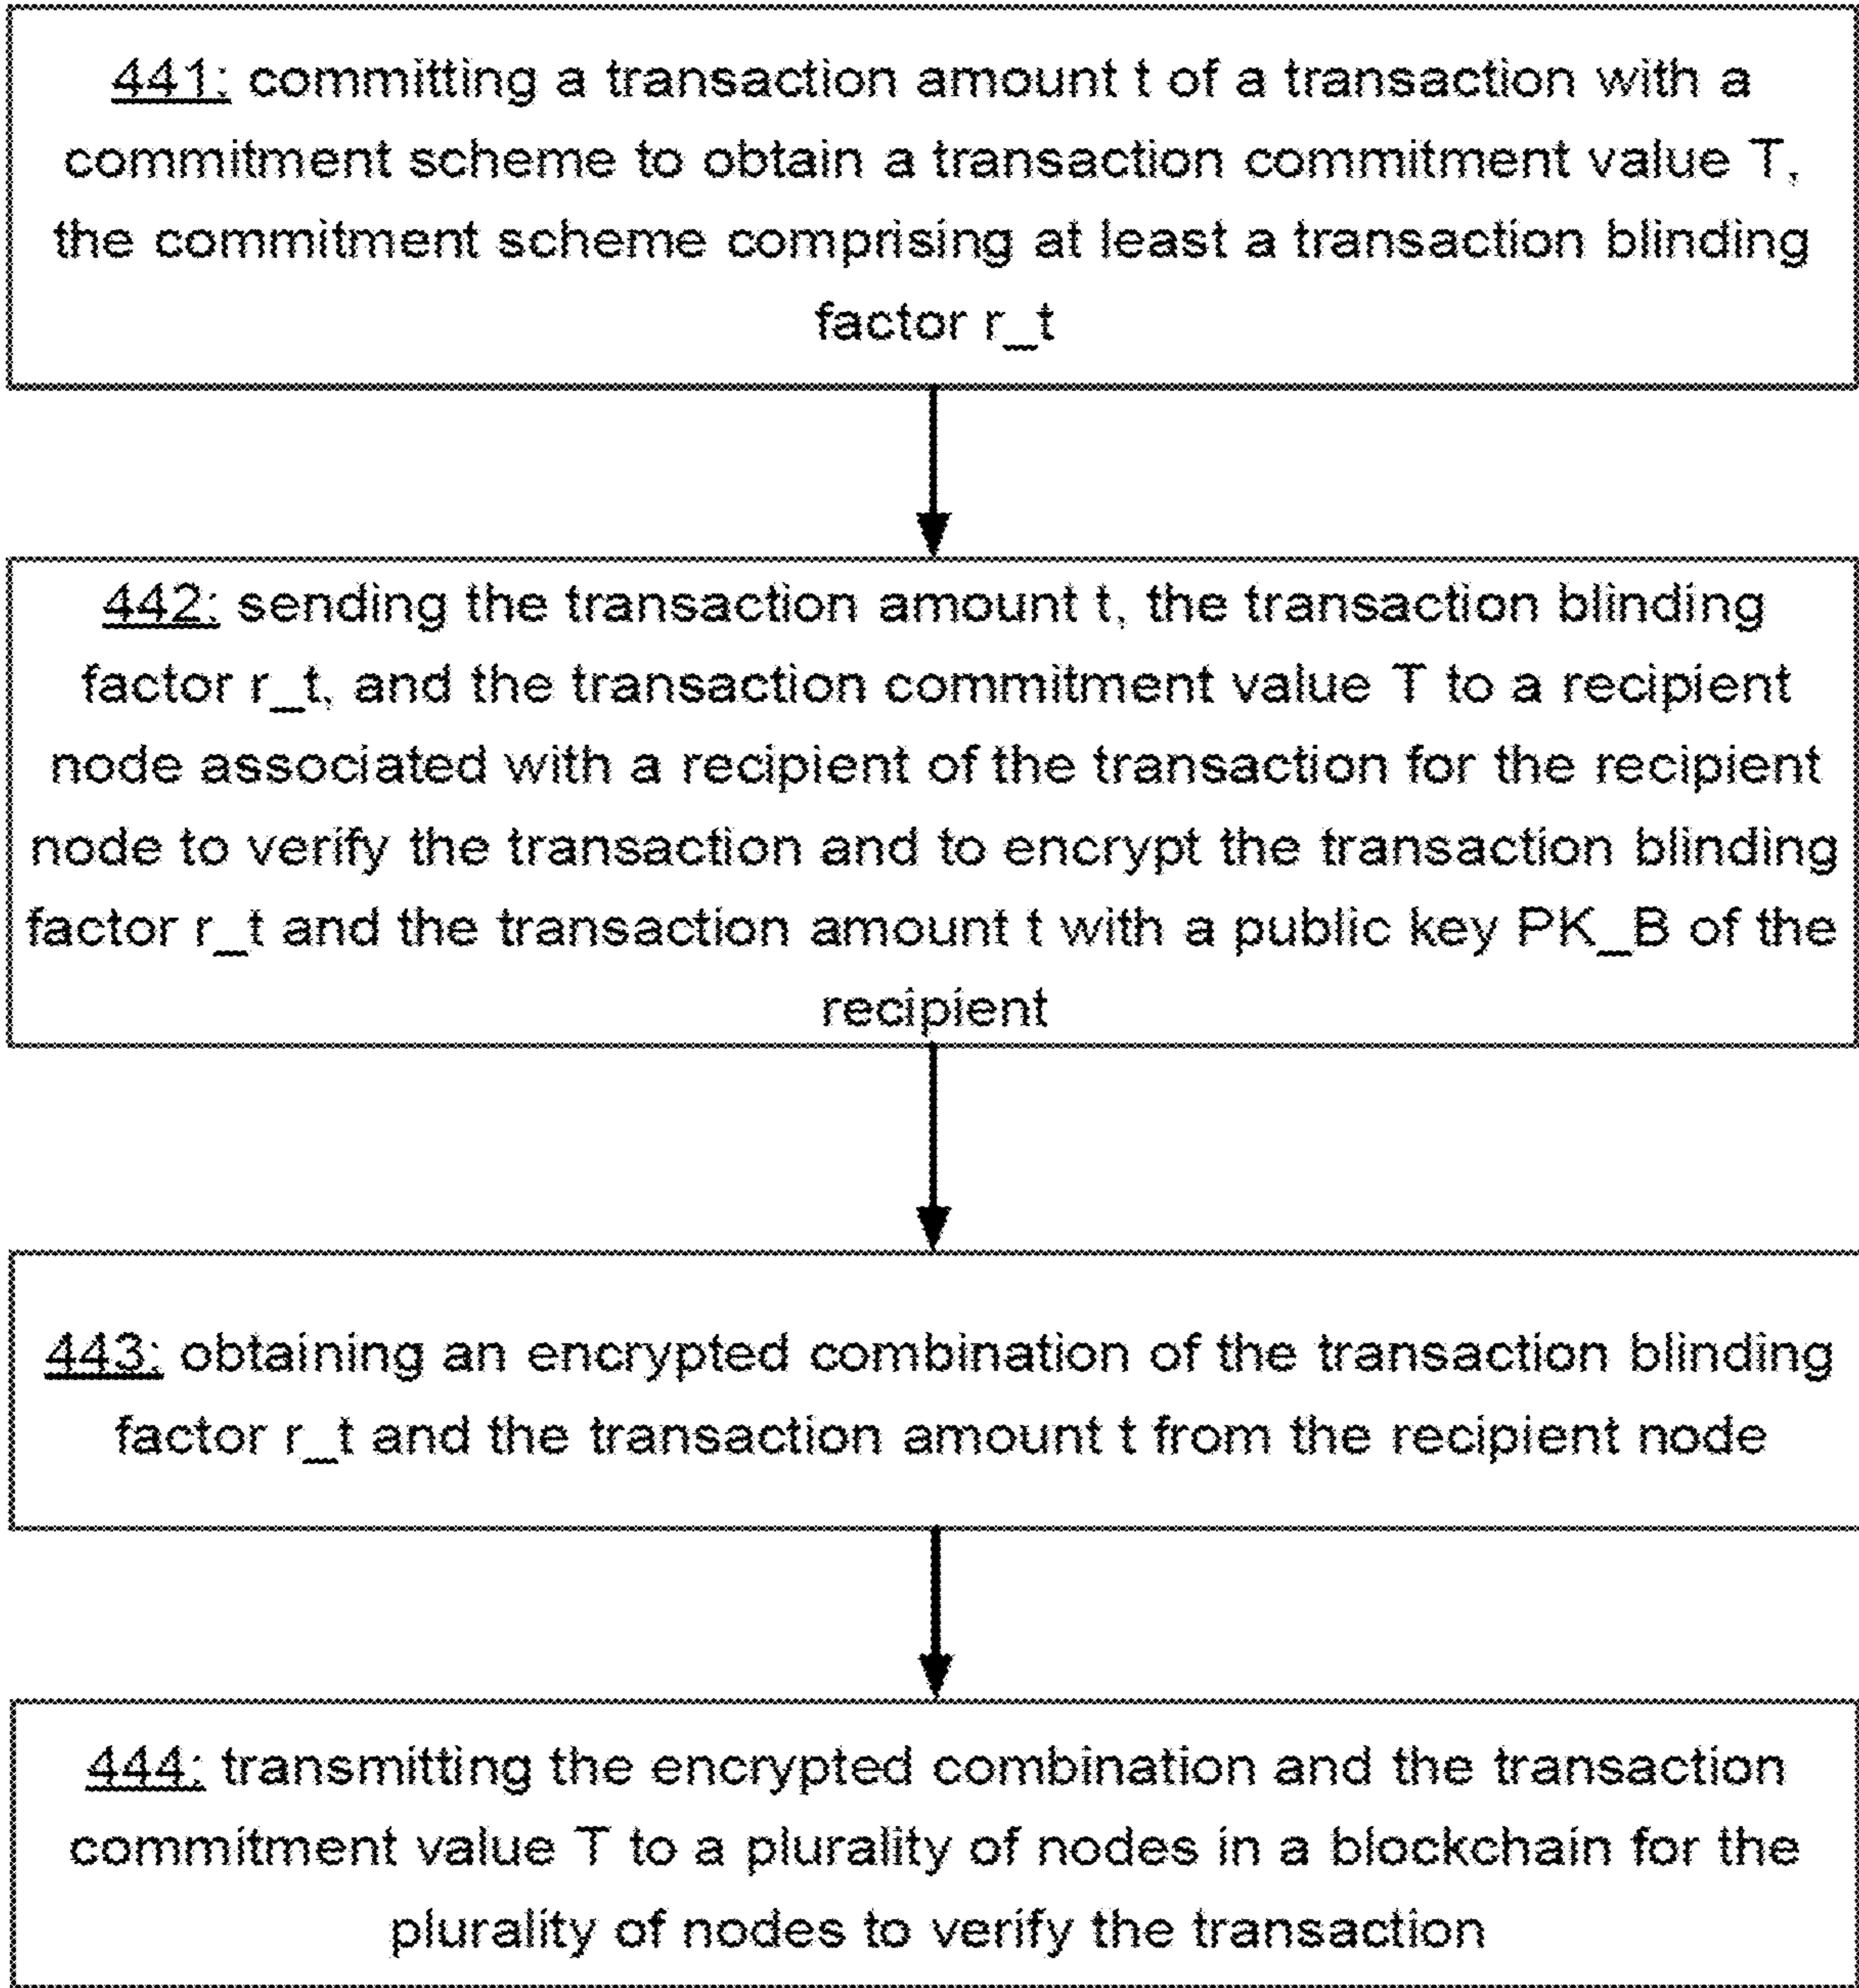 441: committing a transaction amount t of a transaction with a
commitment scheme to obtain a transaction commitment value T,
the commitment scheme comprising at least a transaction blinding
factor r_t
442: sending the transaction amount t, the transaction blinding
factor r_t, and the transaction commitment value T to a recipient
node associated with a recipient of the transaction for the recipient
node to verify the transaction and to encrypt the transaction blinding
factor r_t and the transaction amount t with a public key PK_B of the
recipient
443: obtaining an encrypted combination of the transaction blinding
factor r_t and the transaction amount t from the recipient node
444: transmitting the encrypted combination and the transaction
commitment value T to a plurality of nodes in a blockchain for the
plurality of nodes to verify the transaction